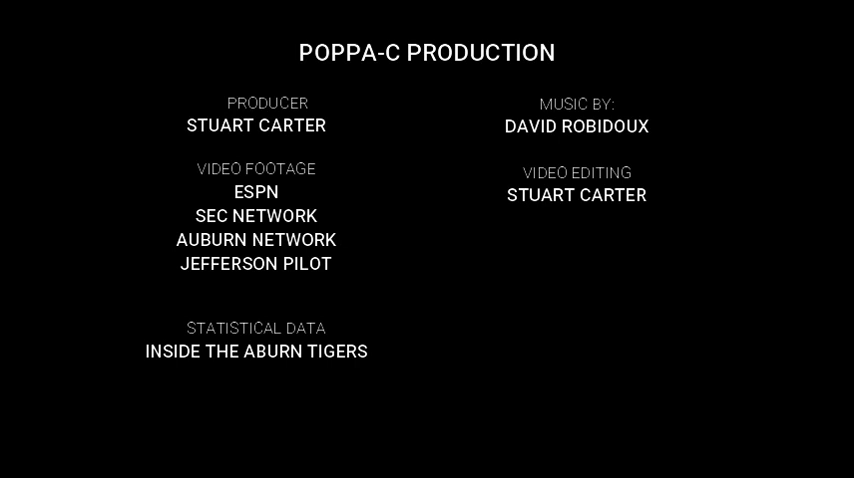 POPPA-C PRODUCTION
PRODUCER
STUART CARTER
VIDEO FOOTAGE
ESPN
SEC NETWORK
AUBURN NETWORK
JEFFERSON PILOT
STATISTICAL DATA
INSIDE THE ABURN TIGERS
MUSIC BY:
DAVID ROBIDOUX
VIDEO EDITING
STUART CARTER